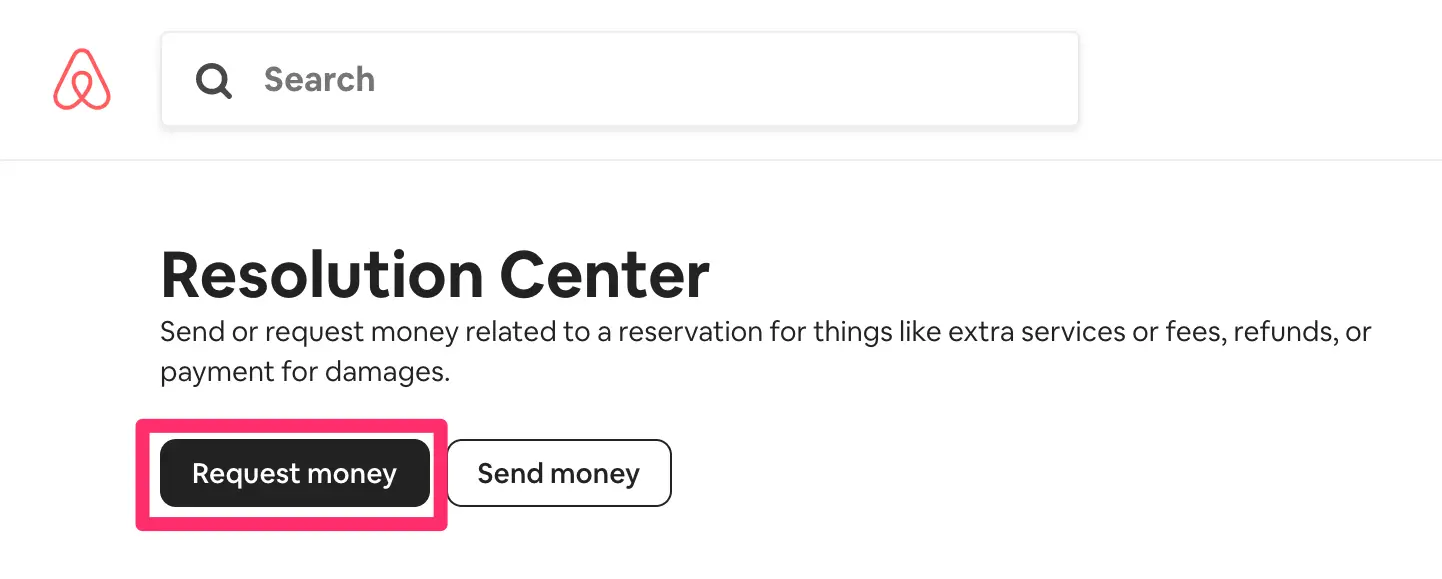 Search
Resolution Center
Send or request money related to a reservation for things like extra services or fees, refunds, or
payment for damages.
Request money
Send money